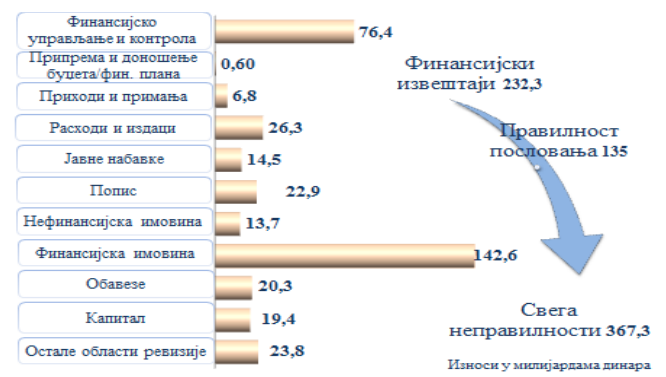 Финансијско
управљање и контрола
76,4
Припрема и доношење
буџета/фин. плана
0,60
Приходи и примања
6,8
Расходи и издаци
26,3
Јавне набавке
14,5
Попис
22,9
Нефинансијска имовина
13,7
Финансијска имовина
142,6
Обавезе
20,3
Капитал
19,4
Остале области ревизије
23,8
Финансијски
извештаји 232,3
Правилност
пословања 135
Свега
неправилности 367,3
Износи у милијардама динара